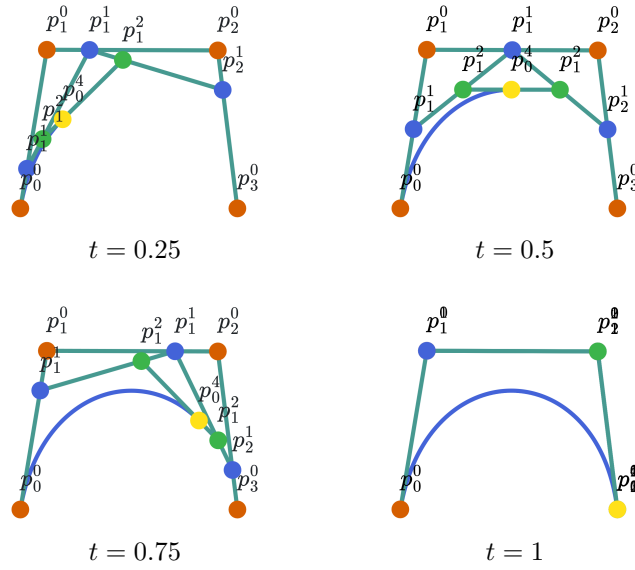 p_1^0 p_1^1 p_1^2 p_2^0
p_2^1
p_0^4
p_1^2
p_1^1
p_0^0 p_3^0
t = 0.25
p_1^0 p_1^1 p_2^0
p_1^2 p_0^4 p_1^2
p_1^1 p_2^1
p_0^0 p_3^0
t = 0.5
p_1^0 p_1^2 p_1^1 p_2^0
p_1^1
p_0^4
p_1^2
p_2^1
p_0^0 p_3^0
t = 0.75
p_0^0
t = 1